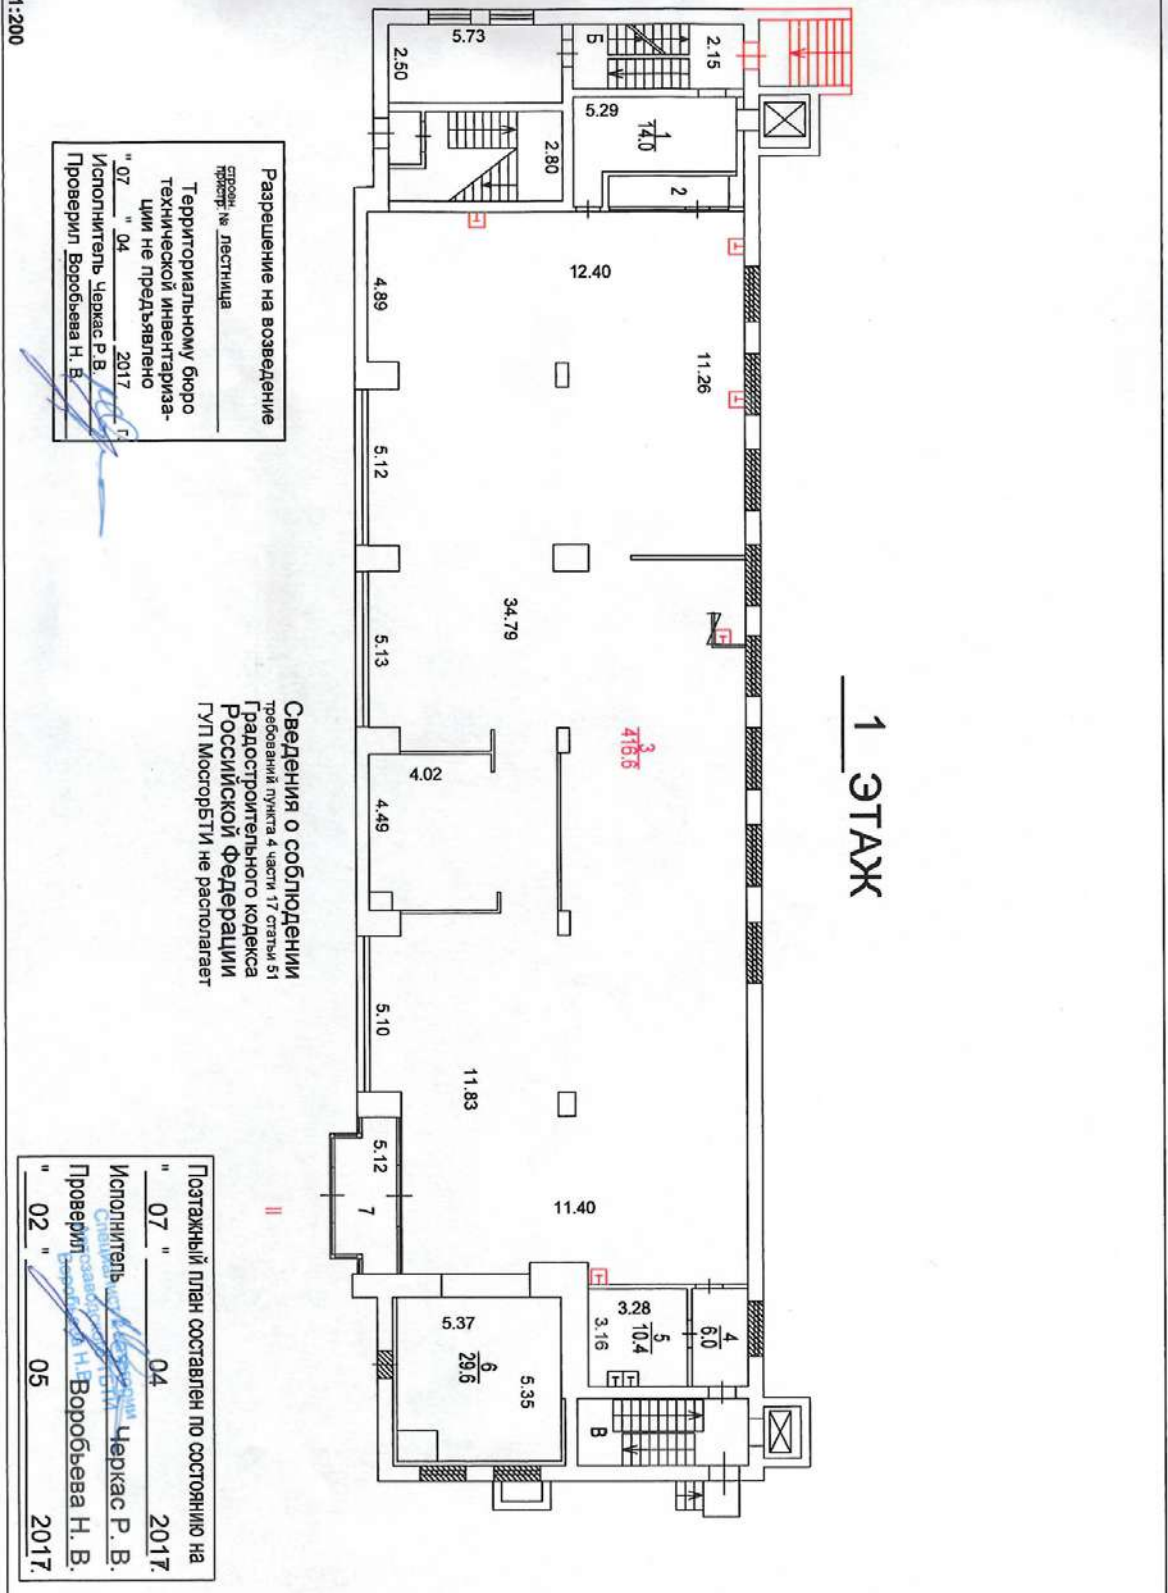 1 ЭТАЖ
Б
2.15
5.73
2.50
5.29
1
14.0
2.80
2
12.40
11.26
4.89
5.12
5.13
34.79
3
416.6
4.02
4.49
5.10
11.83
5.12
7
11.40
3.28
3.16
5
10.4
4
6.0
5.37
6
29.6
5.35
В
II
1:200
Разрешение на возведение
строен.
пристр. № лестница
Территориальному бюро
технической инвентариза-
ции не предъявлено
" 07 " 04 2017 г.
Исполнитель Черкас Р.В.
Проверил Воробьева Н. В.
Сведения о соблюдении
требований пункта 4 части 17 статьи 51
Градостроительного кодекса
Российской Федерации
ГУП МосгорБТИ не располагает
Поэтажный план составлен по состоянию на
" 07 " 04 2017г.
Исполнитель Черкас Р. В.
Проверил Воробьева Н. В.
" 02 " 05 2017г.
Воробьева Н.В.